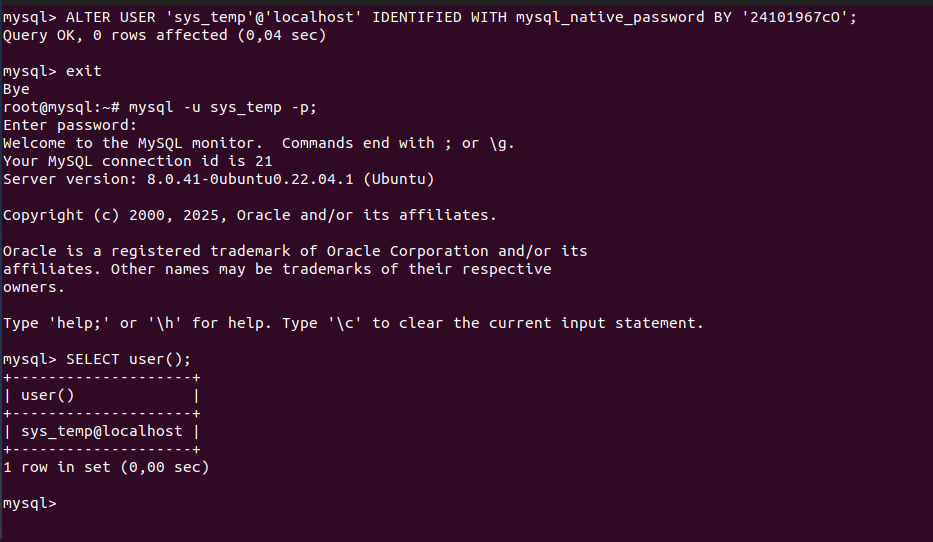 mysql> ALTER USER 'sys_temp'@'localhost' IDENTIFIED WITH mysql_native_password BY '24101967cO';
Query OK, 0 rows affected (0,04 sec)
mysql> exit
Bye
root@mysql:~# mysql -u sys_temp -p;
Enter password:
Welcome to the MySQL monitor.  Commands end with ; or \g.
Your MySQL connection id is 21
Server version: 8.0.41-0ubuntu0.22.04.1 (Ubuntu)
Copyright (c) 2000, 2025, Oracle and/or its affiliates.
Oracle is a registered trademark of Oracle Corporation and/or its
affiliates. Other names may be trademarks of their respective
owners.
Type 'help;' or '\h' for help. Type '\c' to clear the current input statement.
mysql> SELECT user();
+--------------------+
| user()             |
+--------------------+
| sys_temp@localhost |
+--------------------+
1 row in set (0,00 sec)
mysql>